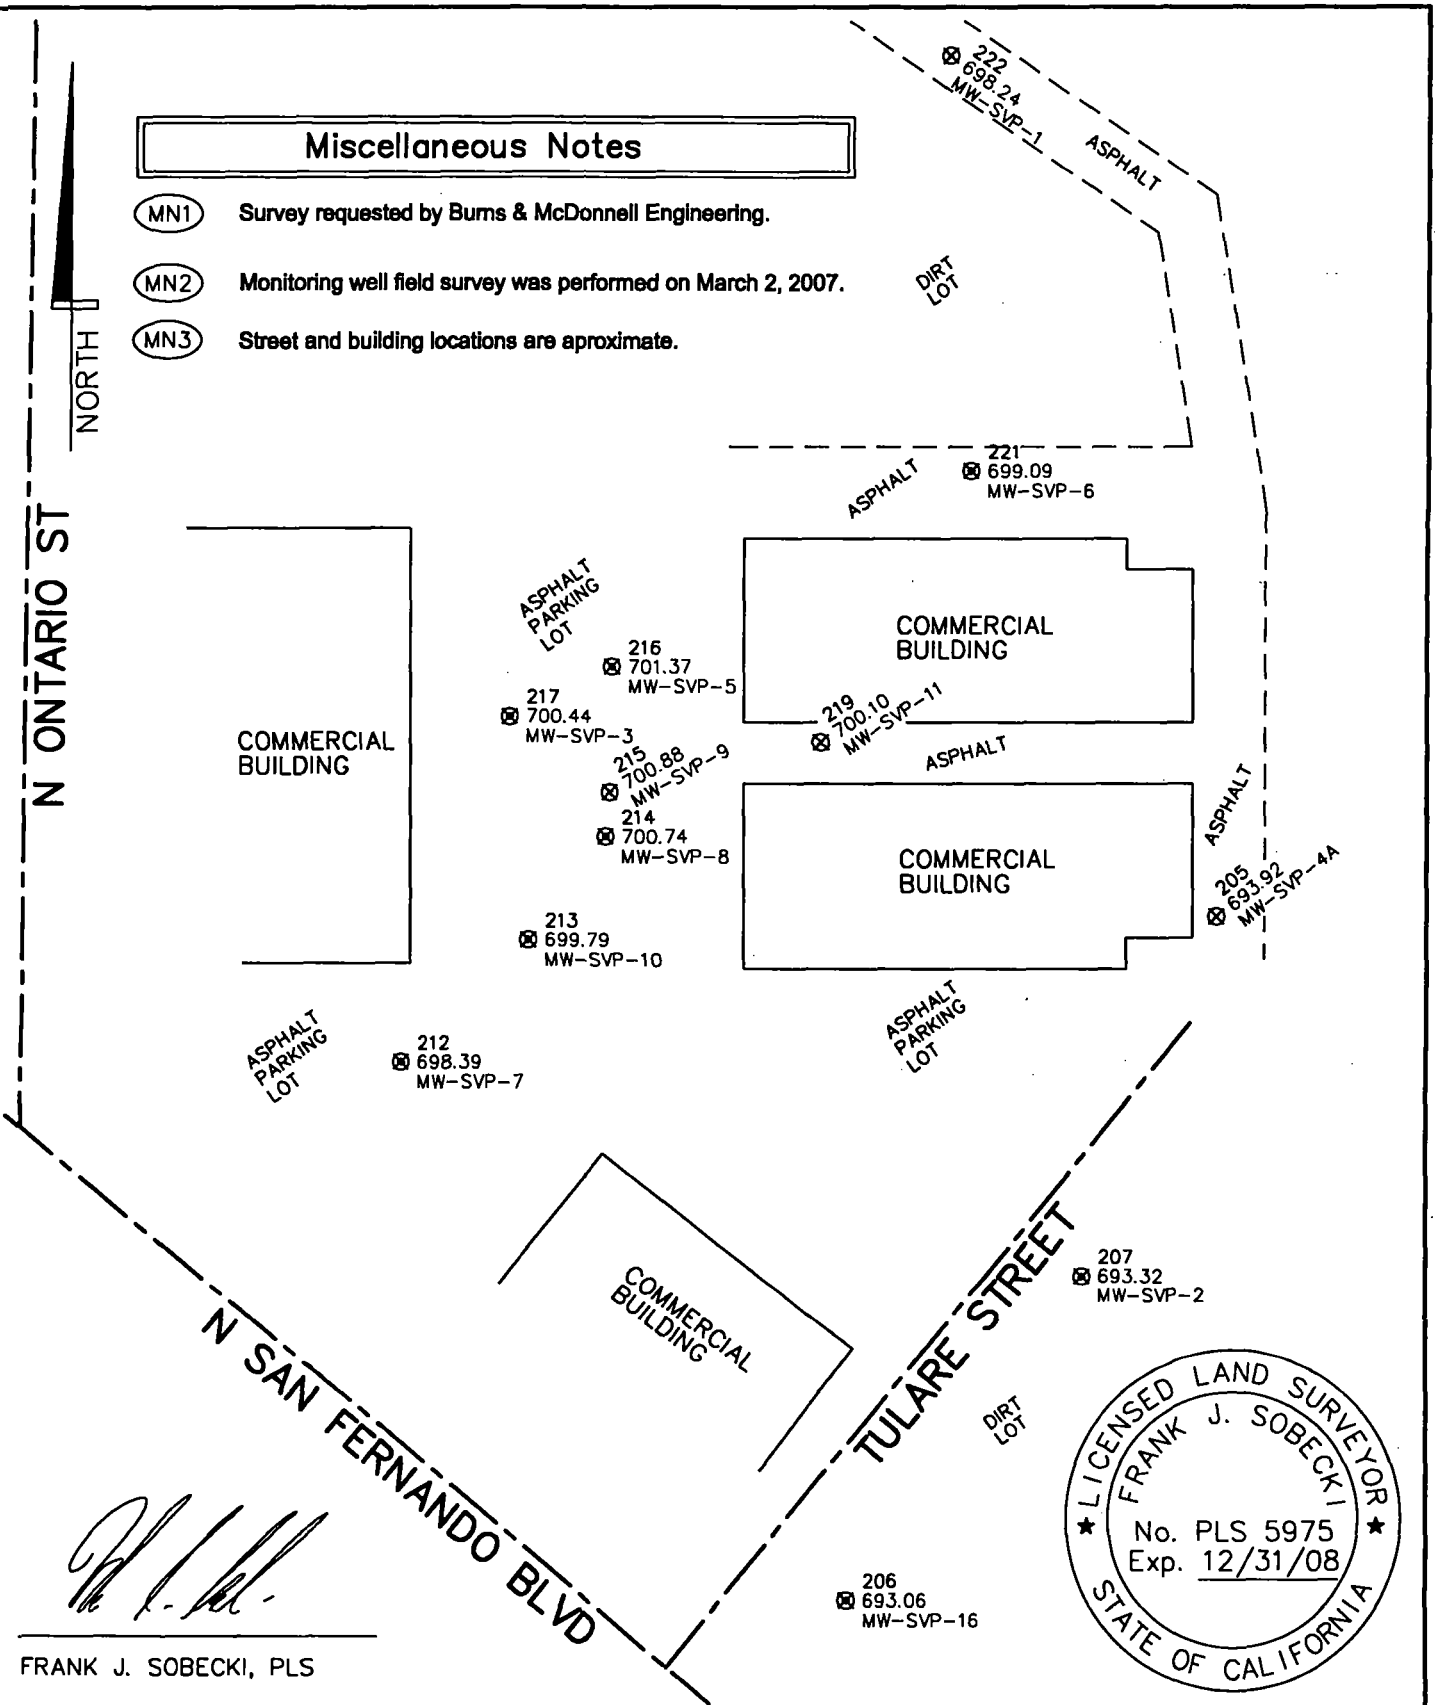 222
698.24
MW-SVP-1
ASPHALT
Miscellaneous Notes
MN1 Survey requested by Burns & McDonnell Engineering.
MN2 Monitoring well field survey was performed on March 2, 2007.
MN3 Street and building locations are aproximate.
NORTH
DIRT
LOT
N ONTARIO ST
221
699.09
MW-SVP-6
ASPHALT
ASPHALT
PARKING
LOT
COMMERCIAL
BUILDING
216
701.37
MW-SVP-5
217
700.44
MW-SVP-3
219
700.10
MW-SVP-11
COMMERCIAL
BUILDING
215
700.88
MW-SVP-9
ASPHALT
214
700.74
MW-SVP-8
ASPHALT
COMMERCIAL
BUILDING
205
693.92
MW-SVP-4A
213
699.79
MW-SVP-10
ASPHALT
PARKING
LOT
ASPHALT
PARKING
LOT
212
698.39
MW-SVP-7
TULARE STREET
207
693.32
MW-SVP-2
COMMERCIAL
BUILDING
N SAN FERNANDO BLVD
DIRT
LOT
LICENSED LAND SURVEYOR
FRANK J. SOBECKI
No. PLS 5975
Exp. 12/31/08
STATE OF CALIFORNIA
206
693.06
MW-SVP-16
FRANK J. SOBECKI, PLS